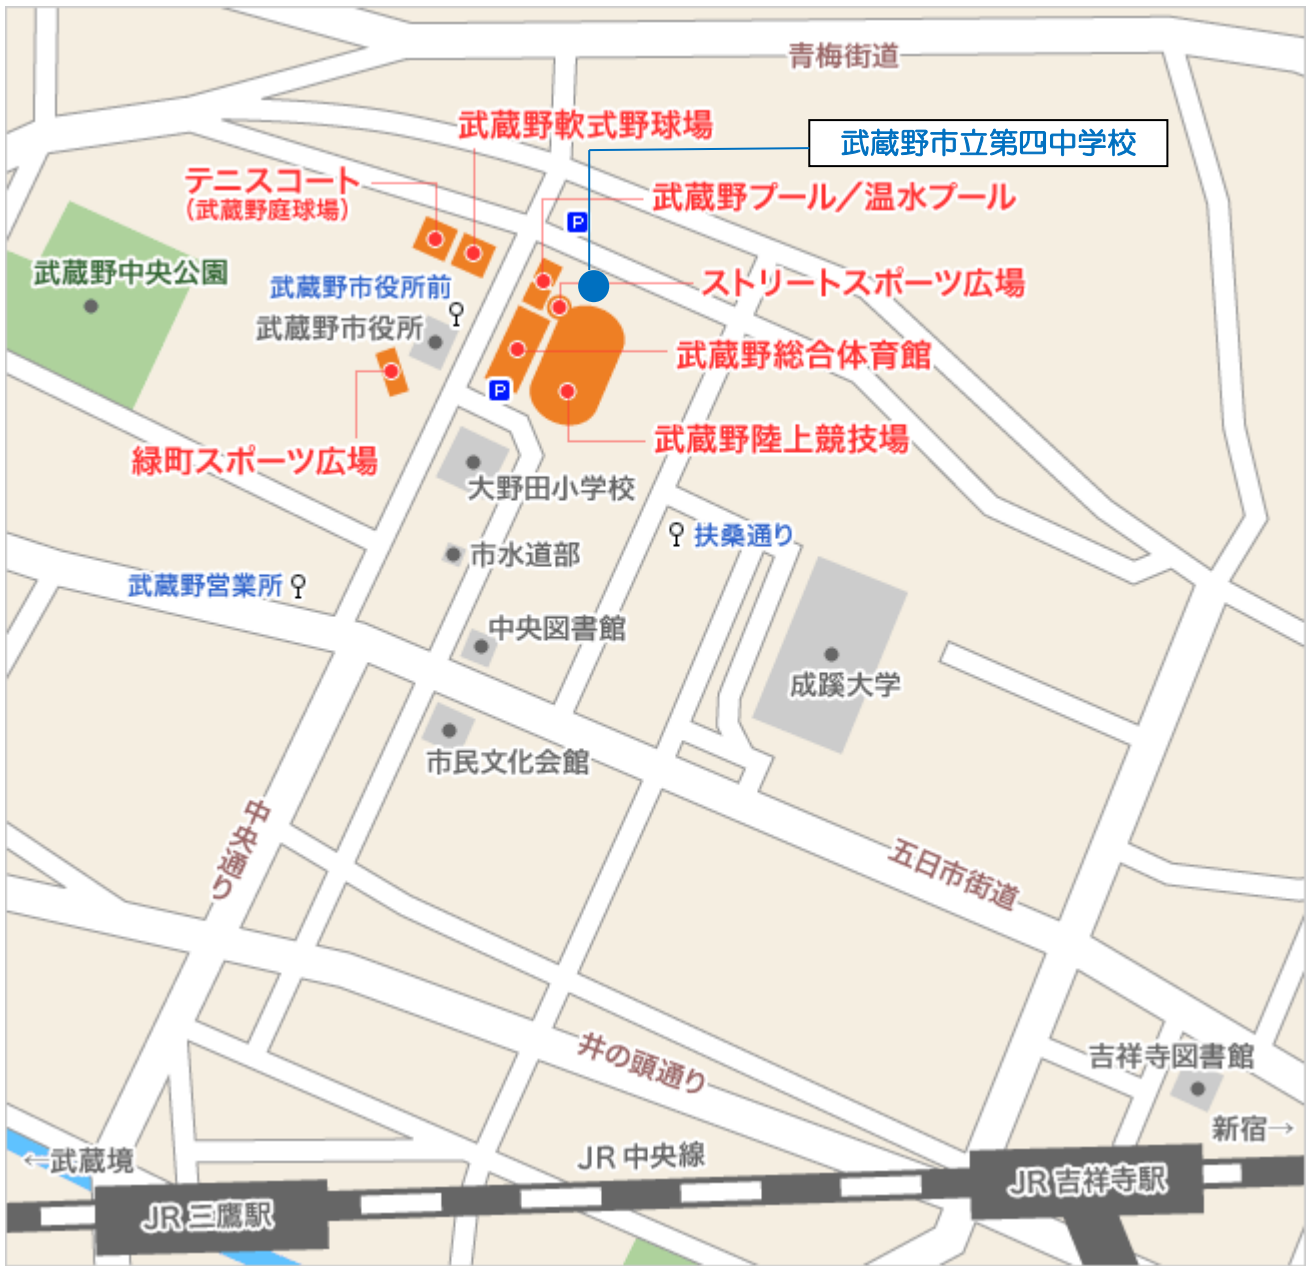 青梅街道
武蔵野軟式野球場
武蔵野市立第四中学校
テニスコート
(武蔵野庭球場)
武蔵野プール／温水プール
P
武蔵野中央公園
武蔵野市役所前
ストリートスポーツ広場
武蔵野市役所
武蔵野総合体育館
P
武蔵野陸上競技場
緑町スポーツ広場
大野田小学校
扶桑通り
市水道部
武蔵野営業所
中央図書館
成蹊大学
市民文化会館
中央通り
五日市街道
井の頭通り
吉祥寺図書館
新宿→
←武蔵境
JR 中央線
JR 吉祥寺駅
JR 三鷹駅